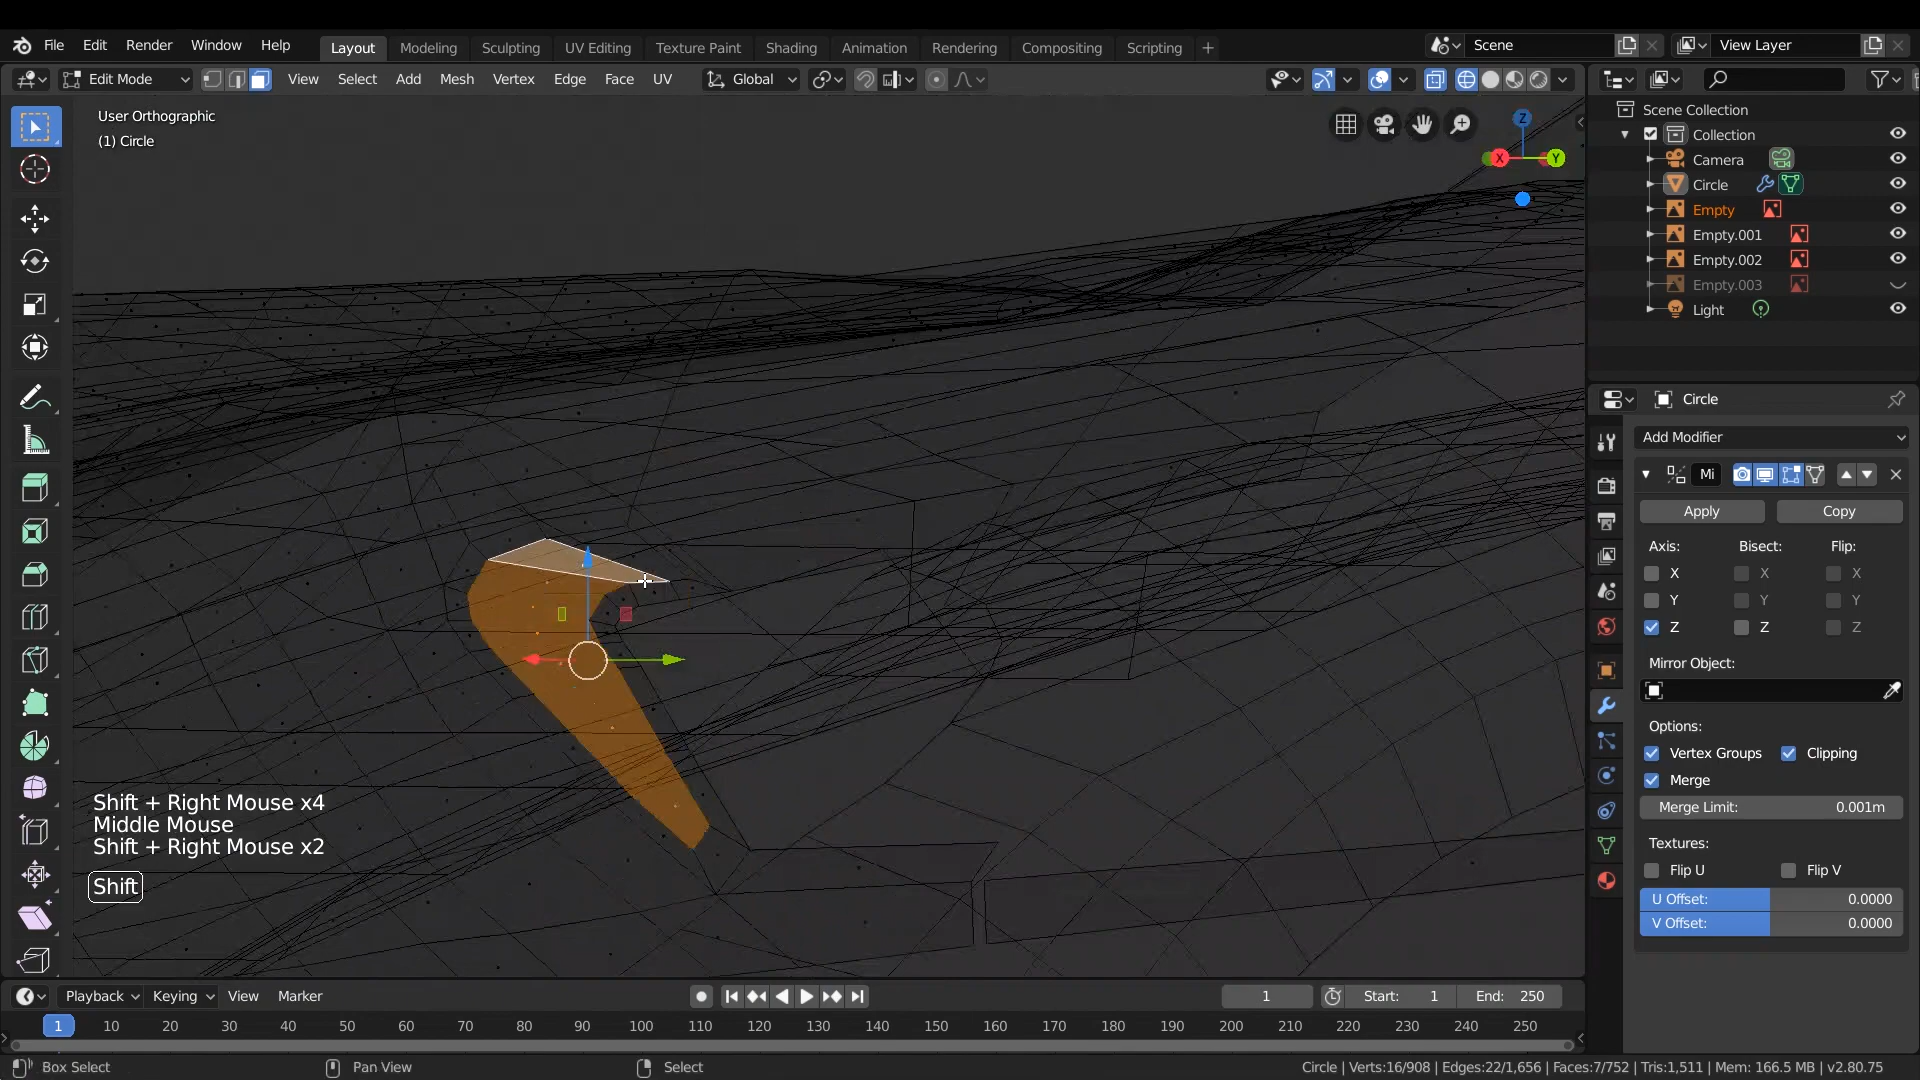 File Edit Render Window Help Layout Modeling Sculpting UV Editing Texture Paint Shading Animation Rendering Compositing Scripting + Scene View Layer
Edit Mode View Select Add Mesh Vertex Edge Face UV Global
User Orthographic
(1) Circle
Z
X Y
Scene Collection
Collection
Camera
Circle
Empty
Empty.001
Empty.002
Empty.003
Light
Circle
Add Modifier
Mi
Apply Copy
Axis: Bisect: Flip:
X X X
Y Y Y
Z Z Z
Mirror Object:
Options:
Vertex Groups Clipping
Merge
Merge Limit: 0.001m
Textures:
Flip U Flip V
U Offset: 0.0000
V Offset: 0.0000
Shift + Right Mouse x4
Middle Mouse
Shift + Right Mouse x2
Shift
Playback Keying View Marker 1 Start: 1 End: 250
1 10 20 30 40 50 60 70 80 90 100 110 120 130 140 150 160 170 180 190 200 210 220 230 240 250
Box Select Pan View Select Circle | Verts:16/908 | Edges:22/1,656 | Faces:7/752 | Tris:1,511 | Mem: 166.5 MB | v2.80.75